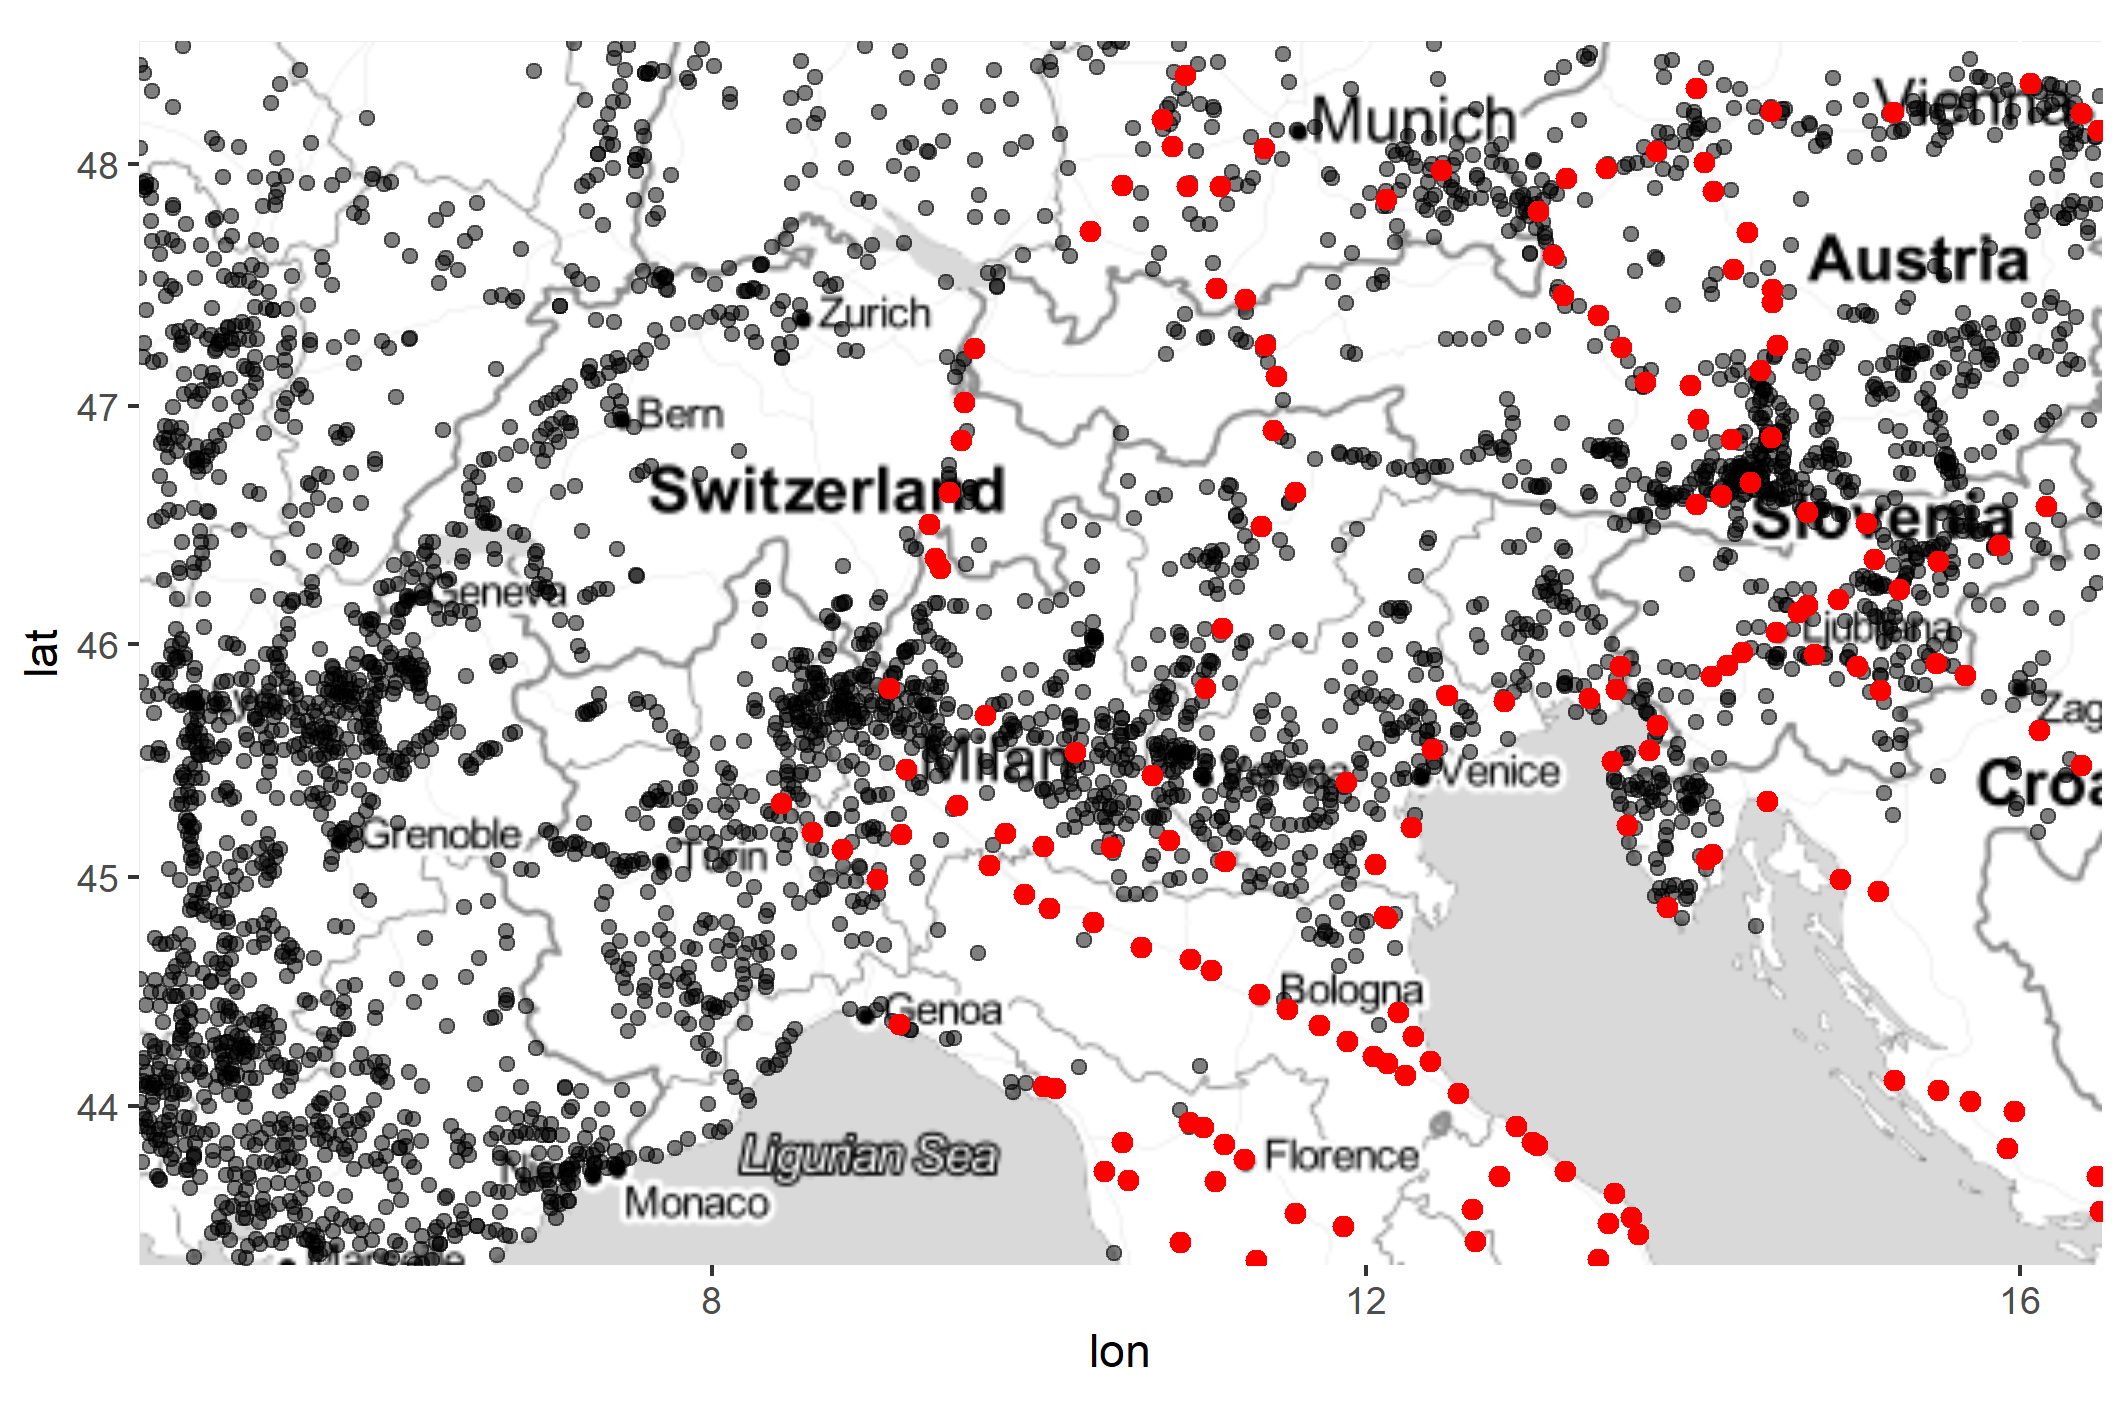 Munich
Vienna
48
Austria
Zurich
47
Bern
Switzerland
Slovenia
Geneva
46
Ljubljana
Zag
Milan
Venice
Croa
Grenoble
Turin
45
Bologna
Genoa
44
Ligurian Sea
Florence
Monaco
lat
8
12
16
lon